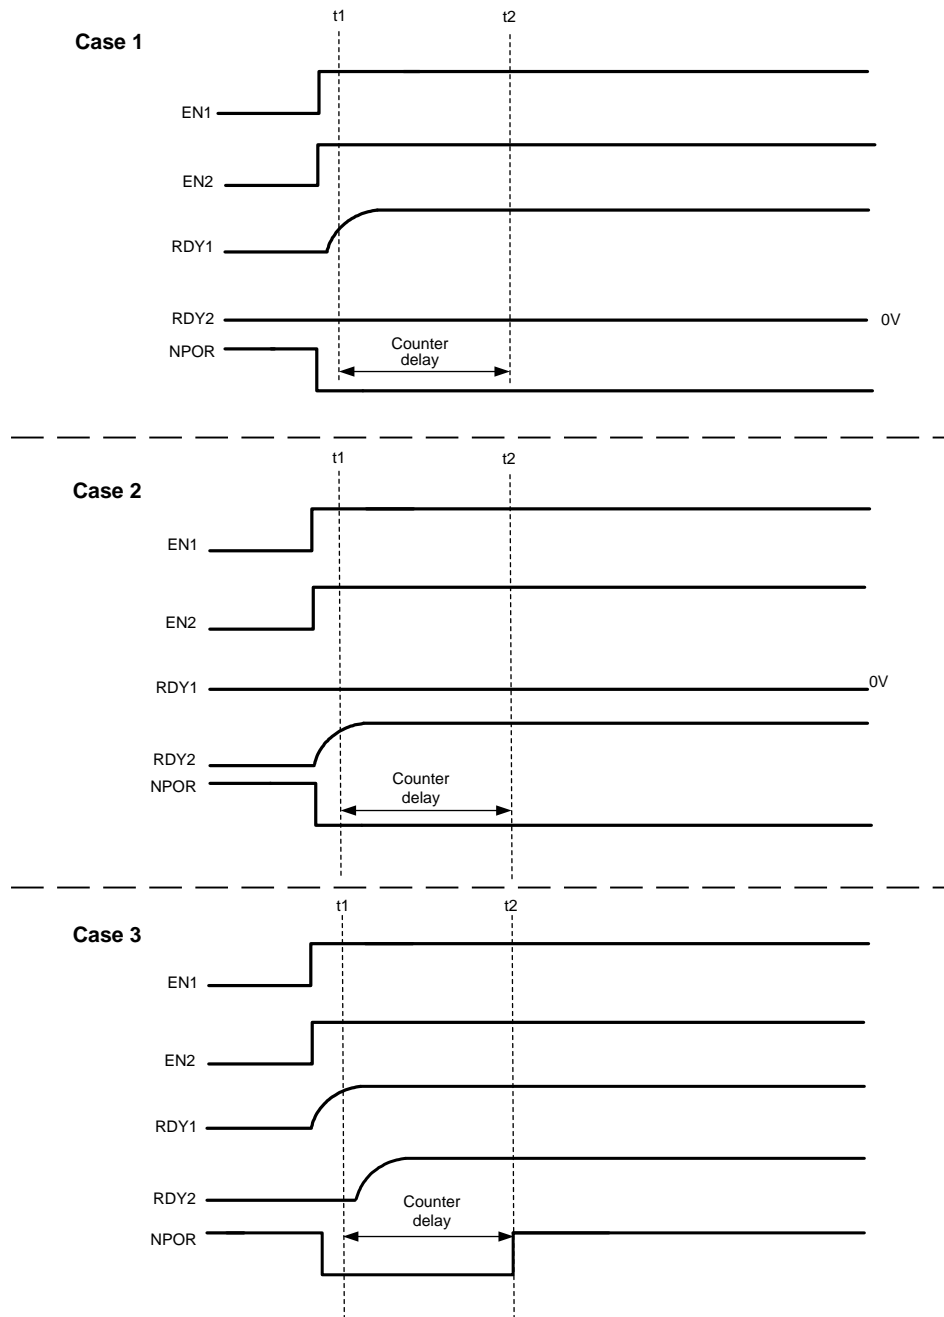 t1 t2
Case 1
EN1
EN2
RDY1
RDY2 0V
NPOR
Counter
delay
t1 t2
Case 2
EN1
EN2
RDY1 0V
RDY2
NPOR
Counter
delay
t1 t2
Case 3
EN1
EN2
RDY1
RDY2
Counter
delay
NPOR